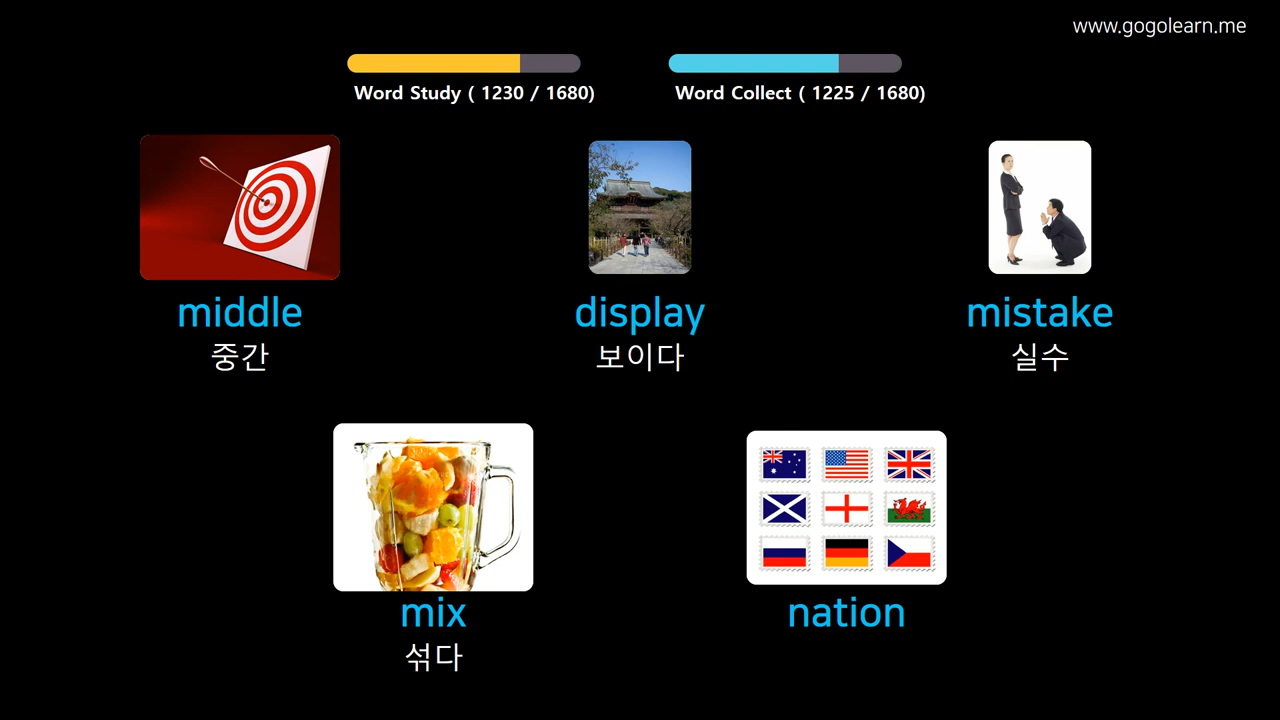 www.gogolearn.me
Word Study ( 1230 / 1680)
Word Collect ( 1225 / 1680)
middle
중간
display
보이다
mistake
실수
mix
섞다
nation